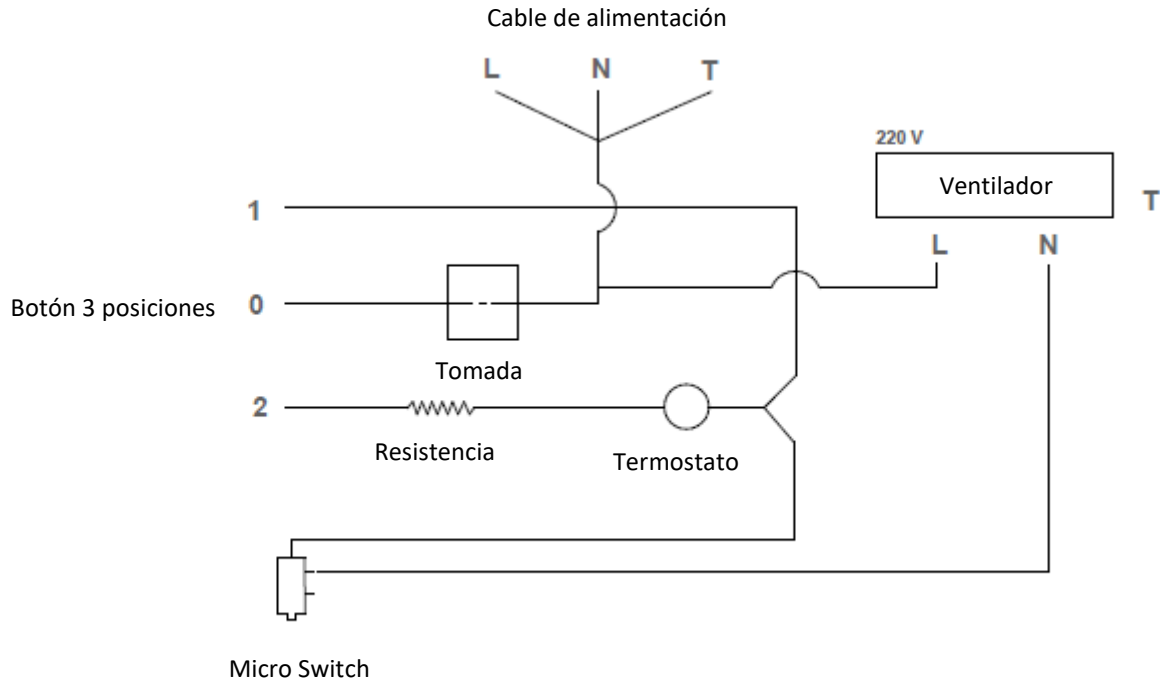 Cable de alimentación
L N T
220 V
Ventilador
T
1
L N
Botón 3 posiciones 0
Tomada
2
Resistencia
Termostato
Micro Switch